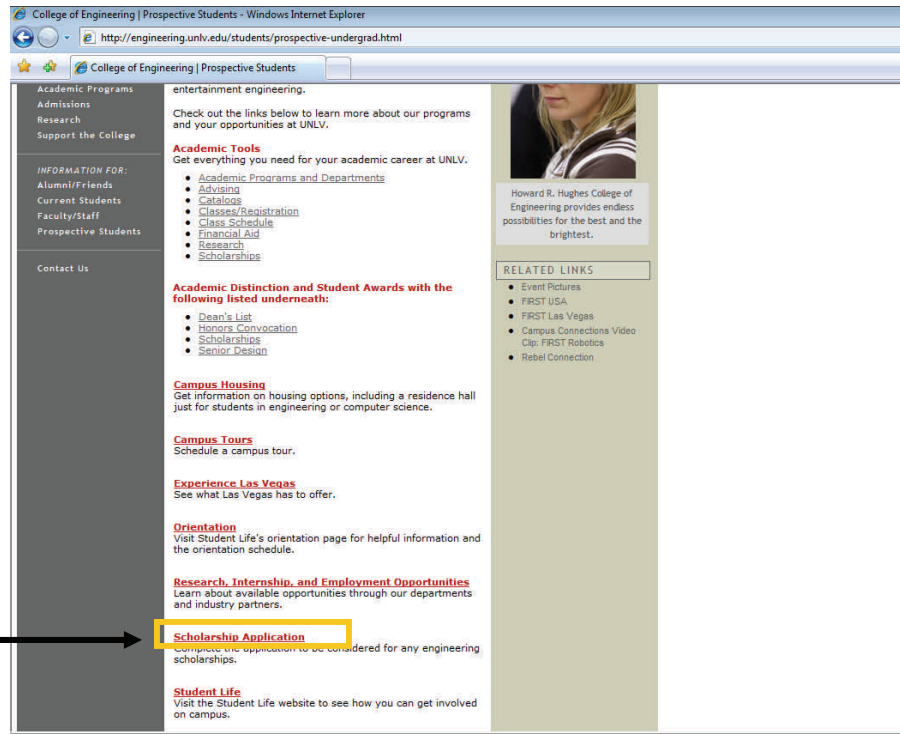 College of Engineering | Prospective Students - Windows Internet Explorer
http://engineering.unlv.edu/students/prospective-undergrad.html
College of Engineering | Prospective Students
Academic Programs
Admissions
Research
Support the College
INFORMATION FOR:
Alumni/Friends
Current Students
Faculty/Staff
Prospective Students
Contact Us
entertainment engineering.
Check out the links below to learn more about our programs
and your opportunities at UNLV.
Academic Tools
Get everything you need for your academic career at UNLV.
Academic Programs and Departments
Advising
Catalogs
Classes/Registration
Class Schedule
Financial Aid
Research
Scholarships
Academic Distinction and Student Awards with the
following listed underneath:
Dean's List
Honors Convocation
Scholarships
Senior Design
Campus Housing
Get information on housing options, including a residence hall
just for students in engineering or computer science.
Campus Tours
Schedule a campus tour.
Experience Las Vegas
See what Las Vegas has to offer.
Orientation
Visit Student Life's orientation page for helpful information and
the orientation schedule.
Research, Internship, and Employment Opportunities
Learn about available opportunities through our departments
and industry partners.
Scholarship Application
Complete the application to be considered for any engineering
scholarships.
Student Life
Visit the Student Life website to see how you can get involved
on campus.
Howard R. Hughes College of
Engineering provides endless
possibilities for the best and the
brightest.
RELATED LINKS
Event Pictures
FIRST USA
FIRST Las Vegas
Campus Connections Video
Clip: FIRST Robotics
Rebel Connection